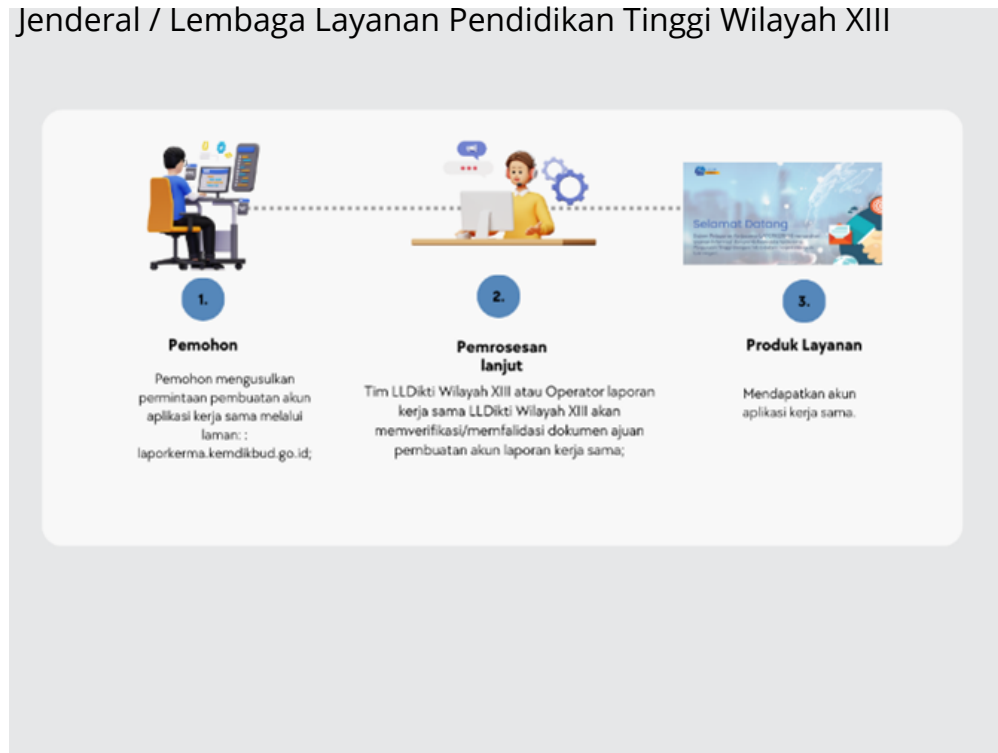 Jenderal / Lembaga Layanan Pendidikan Tinggi Wilayah XIII
Selamat Datang
1.
Pemohon
Pemohon mengusulkan
permintaan pembuatan akun
aplikasi kerja sama melalui
laman: :
laporkerma.kemdikbud.go.id;
2.
Pemrosesan
lanjut
Tim LLDikti Wilayah XIII atau Operator laporan
kerja sama LLDikti Wilayah XIII akan
memverifikasi/memfalidasi dokumen ajuan
pembuatan akun laporan kerja sama;
3.
Produk Layanan
Mendapatkan akun
aplikasi kerja sama.